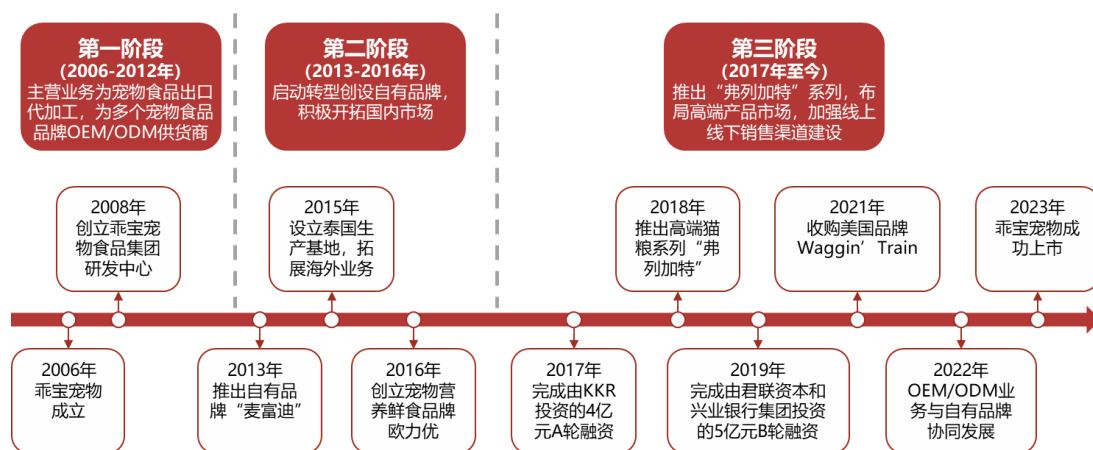 第一阶段
（2006-2012年）
主营业务为宠物食品出口
代加工，为多个宠物食品
品牌OEM/ODM供货商
第二阶段
（2013-2016年）
启动转型创设自有品牌，
积极开拓国内市场
第三阶段
（2017年至今）
推出“弗列加特”系列，布
局高端产品市场，加强线上
线下销售渠道建设
2008年
创立乖宝宠
物食品集团
研发中心
2015年
设立泰国生
产基地，拓
展海外业务
2018年
推出高端猫
粮系列“弗
列加特”
2021年
收购美国品牌
Waggin’Train
2023年
乖宝宠物成
功上市
2006年
乖宝宠物
成立
2013年
推出自有品
牌“麦富迪”
2016年
创立宠物营
养鲜食品牌
欧力优
2017年
完成由KKR
投资的4亿
元A轮融资
2019年
完成由君联资本和
兴业银行集团投资
的5亿元B轮融资
2022年
OEM/ODM业
务与自有品牌
协同发展